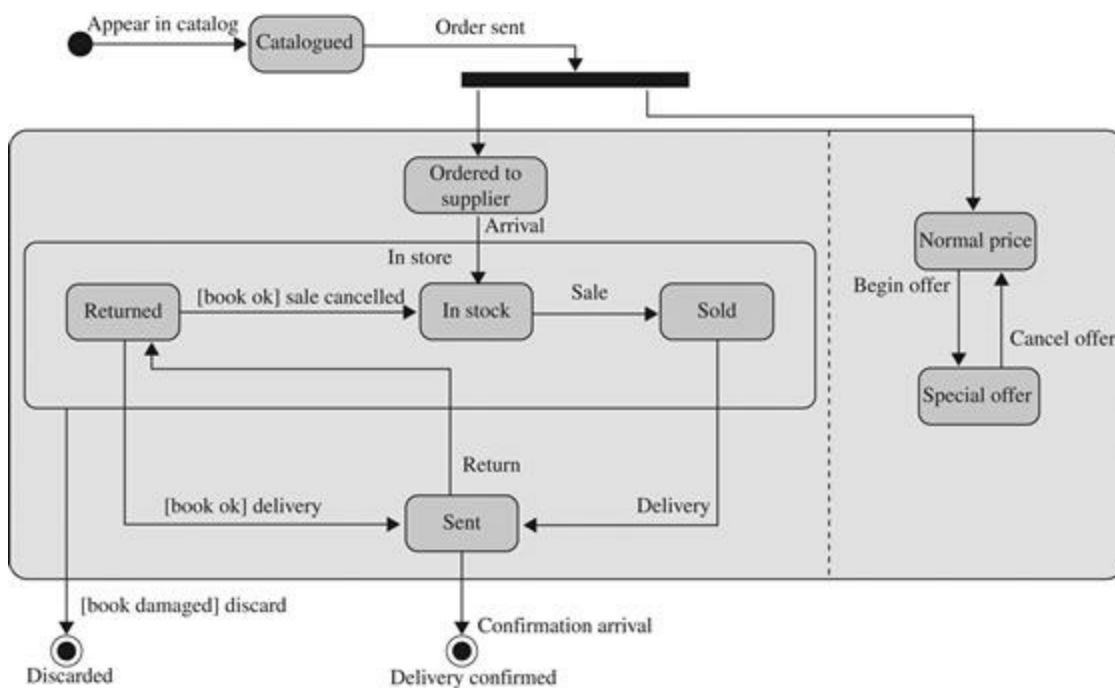 Appear in catalog
Catalogued
Order sent
Ordered to
supplier
Arrival
In store
Normal price
Begin offer
Returned
[book ok] sale cancelled
In stock
Sale
Sold
Cancel offer
Special offer
Return
[book ok] delivery
Sent
Delivery
[book damaged] discard
Confirmation arrival
Discarded
Delivery confirmed